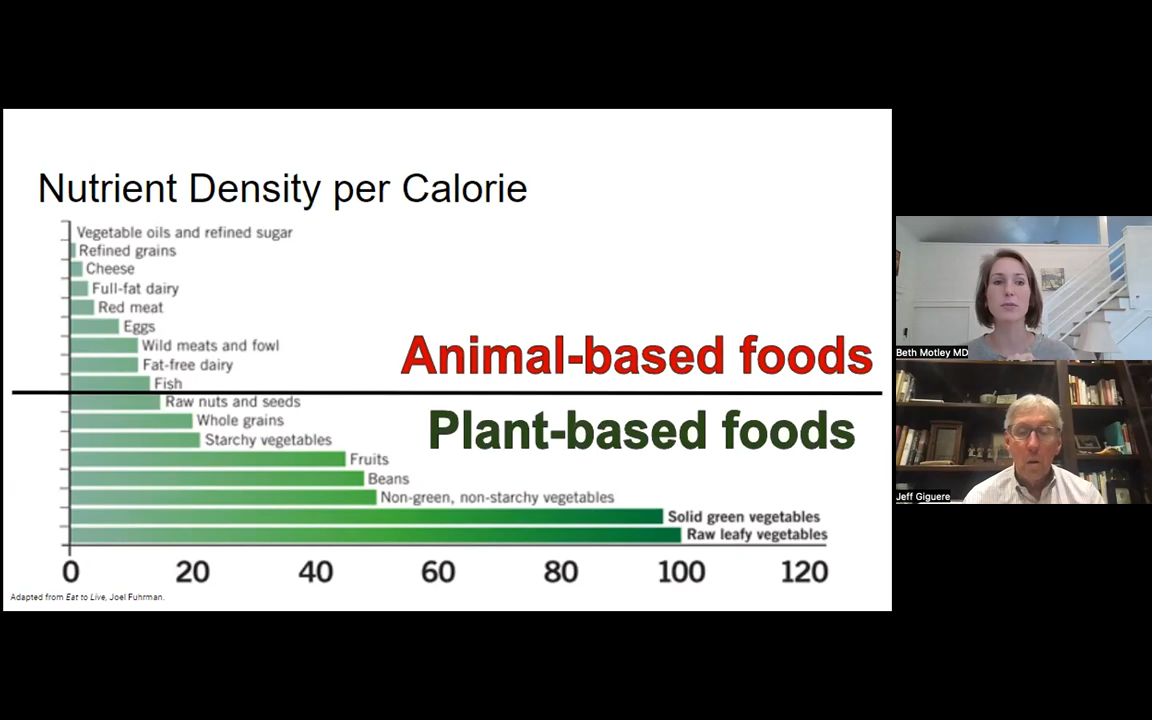 Nutrient Density per Calorie
Vegetable oils and refined sugar
Refined grains
Cheese
Full-fat dairy
Red meat
Eggs
Wild meats and fowl
Fat-free dairy
Fish
Animal-based foods
Raw nuts and seeds
Whole grains
Starchy vegetables
Plant-based foods
Fruits
Beans
Non-green, non-starchy vegetables
Solid green vegetables
Raw leafy vegetables
0 20 40 60 80 100 120
Adapted from Eat to Live, Joel Fuhrman.
Beth Motley MD
Jeff Giguere